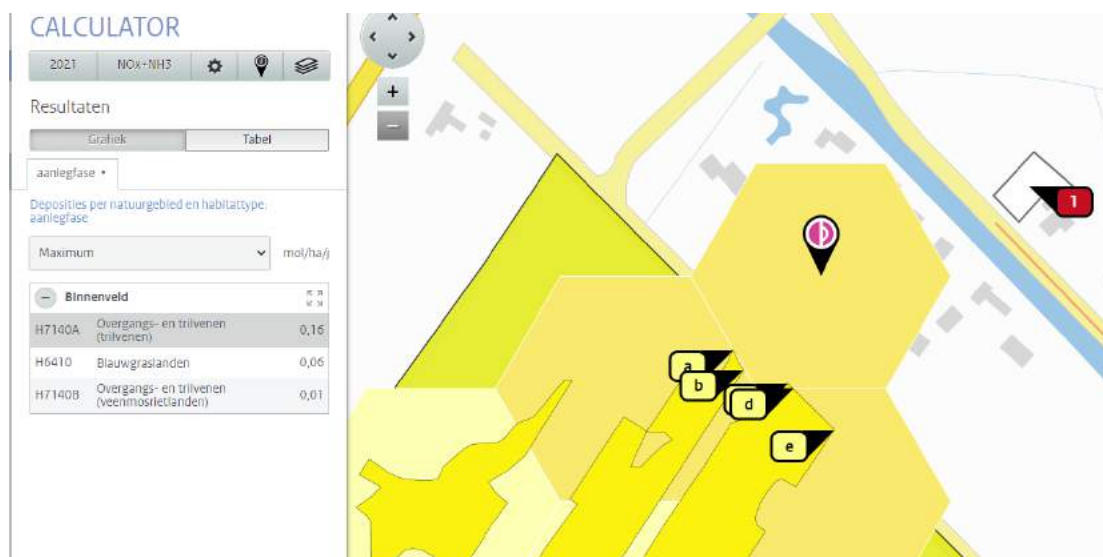 CALCULATOR
2021 NOx+NH3
Resultaten
Grafiek Tabel
aanlegfase
Deposities per natuurgebied en habitattype:
aanlegfase
Maximum mol/ha/j
Binnenveld
H7140A Overgangs- en trilvenen
(trilvenen) 0,16
H6410 Blauwgraslanden 0,06
H7140B Overgangs- en trilvenen
(veenmosrietlanden) 0,01
1
a
b
d
e